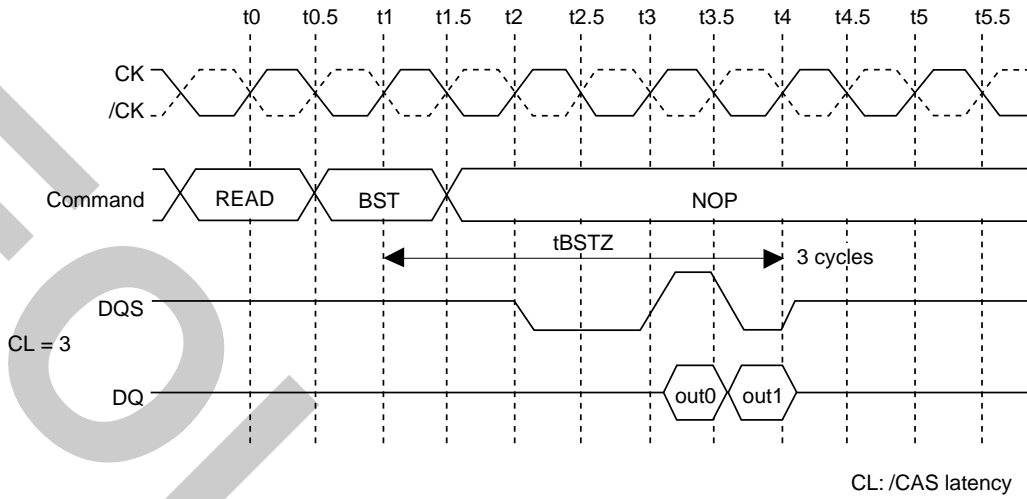 t0 t0.5 t1 t1.5 t2 t2.5 t3 t3.5 t4 t4.5 t5 t5.5
CK
/CK
Command READ BST NOP
tBSTZ 3 cycles
DQS
CL = 3
DQ out0 out1
CL: /CAS latency